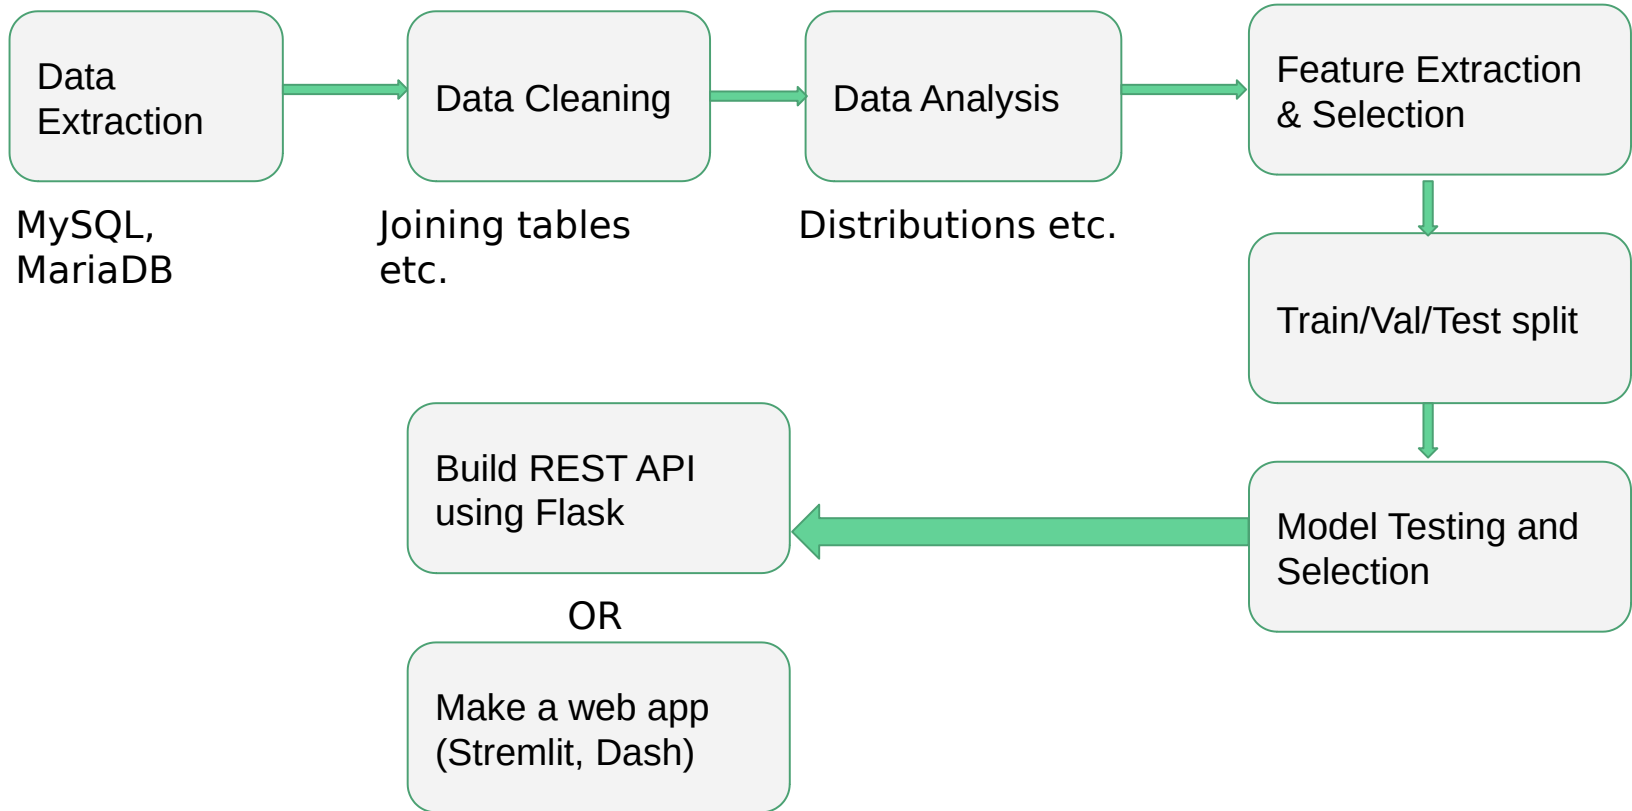 Data
Extraction
MySQL,
MariaDB
Data Cleaning
Joining tables
etc.
Data Analysis
Distributions etc.
Feature Extraction
& Selection
Train/Val/Test split
Model Testing and
Selection
Build REST API
using Flask
OR
Make a web app
(Stremlit, Dash)